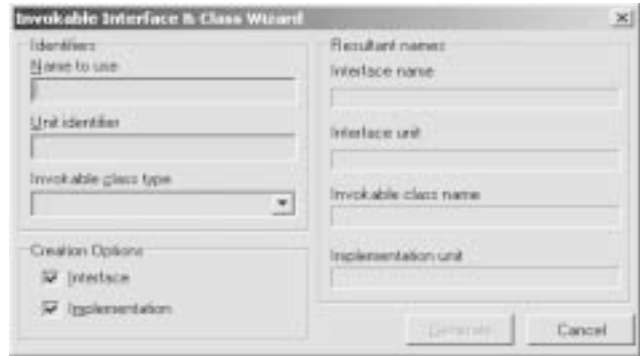 Invokable Interface & Class Wizard
Identifiers
Name to use
Unit identifier
Invokable class type
Creation Options
Interface
Implementation
Resultant names
Interface name
Interface unit
Invokable class name
Implementation unit
Generate
Cancel